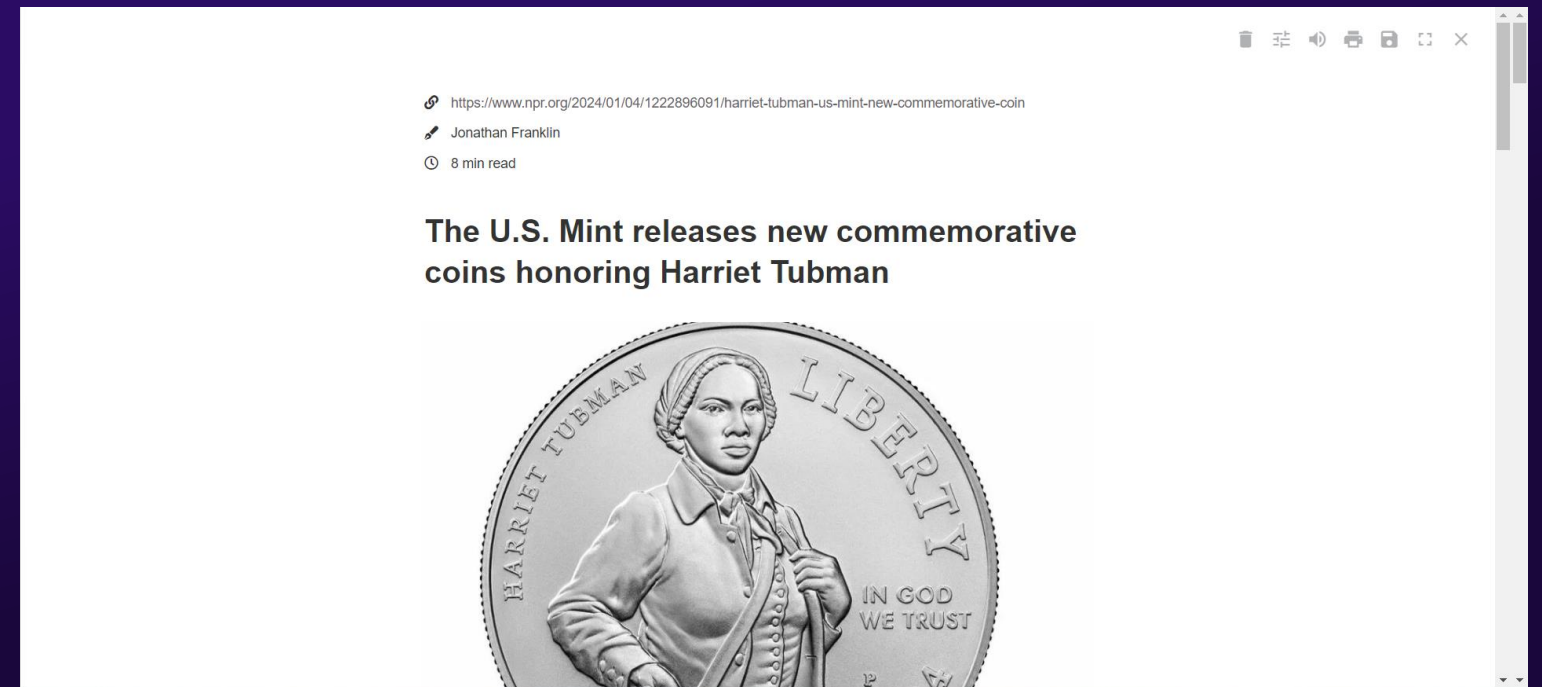 https://www.npr.org/2024/01/04/1222896091/harriet-tubman-us-mint-new-commemorative-coin
Jonathan Franklin
8 min read
The U.S. Mint releases new commemorative
coins honoring Harriet Tubman
HARRIET TUBMAN
LIBERTY
IN GOD
WE TRUST
P